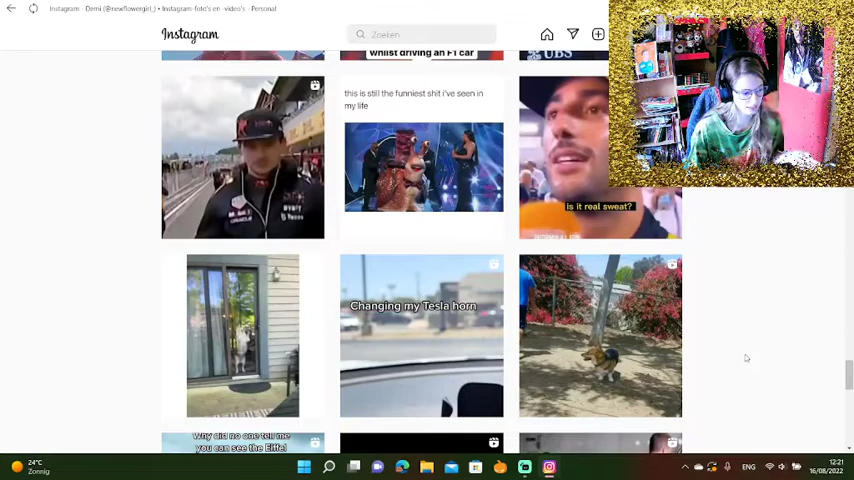 Instagram · Demi (@newflowergirl_) • Instagram-foto's en -video's · Personal
Instagram
Zoeken
whilst driving an F1 car
UBS
this is still the funniest shit i've seen in
my life
ORACLE
is it real sweat?
Changing my Tesla horn
Why did no one tell me
you can see the Eiffel
24°C
Zonnig
ENG
12:21
16/08/2022